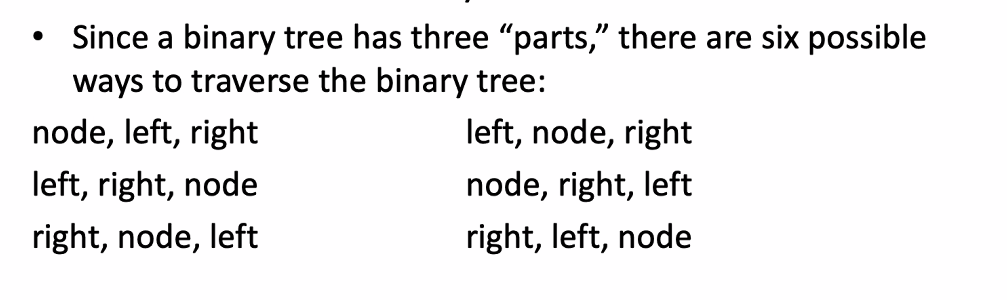 • Since a binary tree has three “parts,” there are six possible
ways to traverse the binary tree:
node, left, right left, node, right
left, right, node node, right, left
right, node, left right, left, node